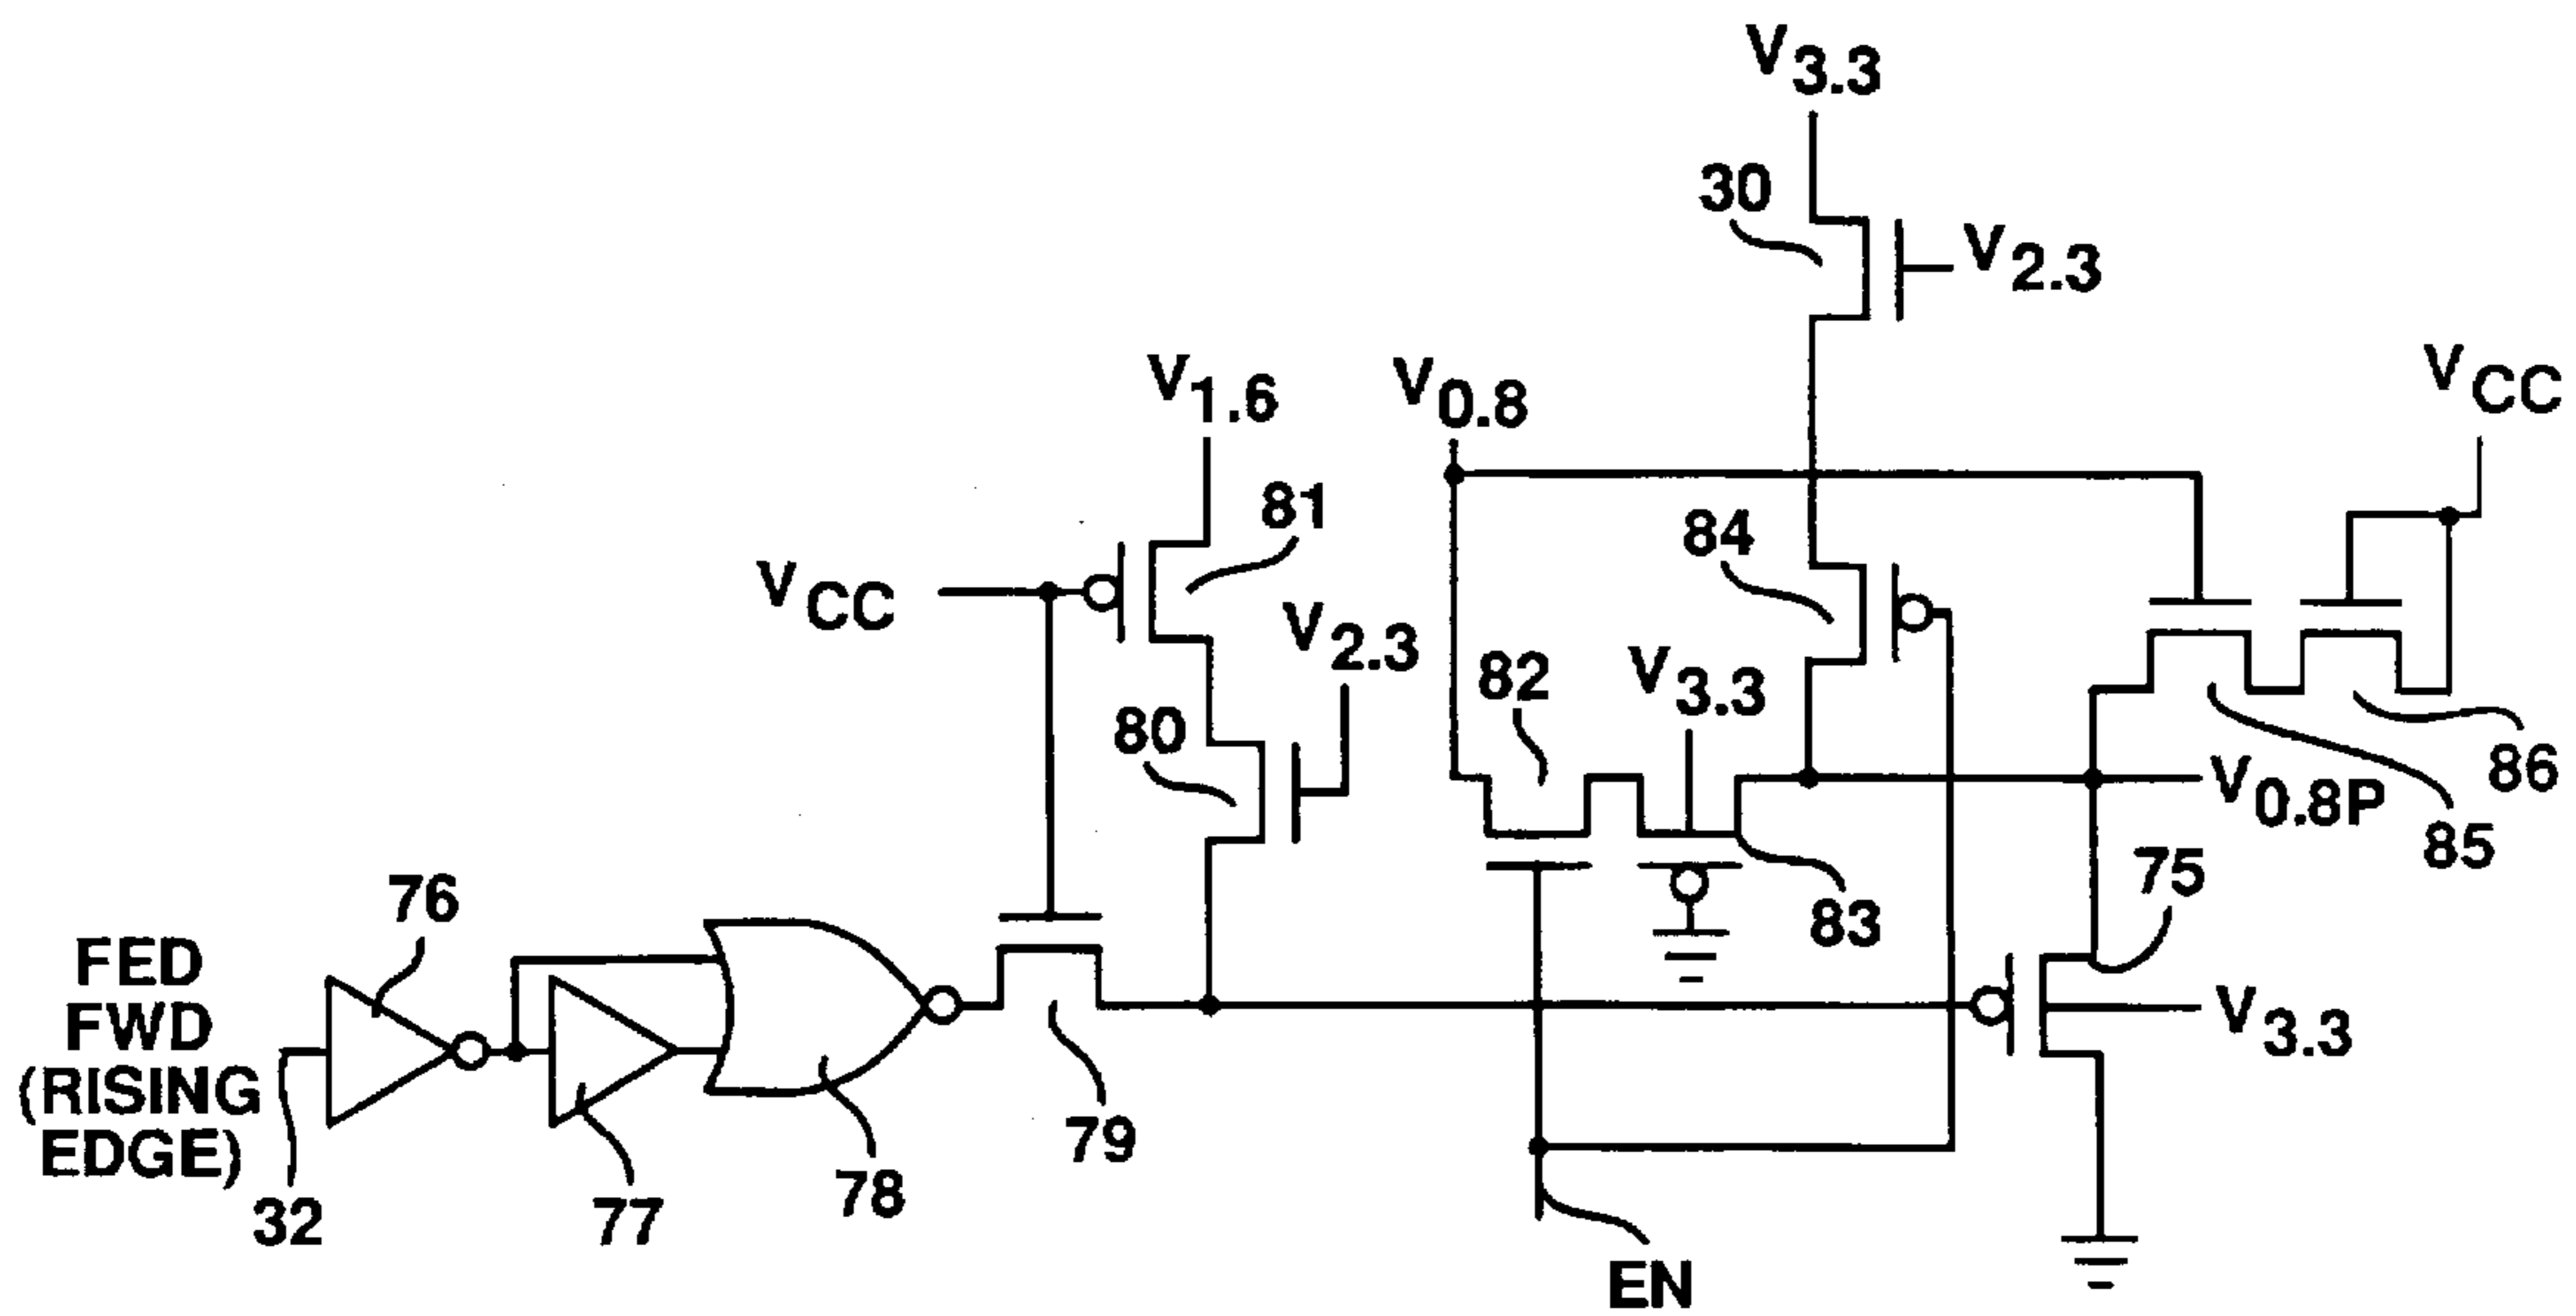 V3.3
30
V2.3
V1.6
V0.8
VCC
81
84
VCC
V2.3
82
V3.3
80
86
V0.8P
85
75
76
83
FED
FWD
(RISING
EDGE)
V3.3
79
32
77
78
EN